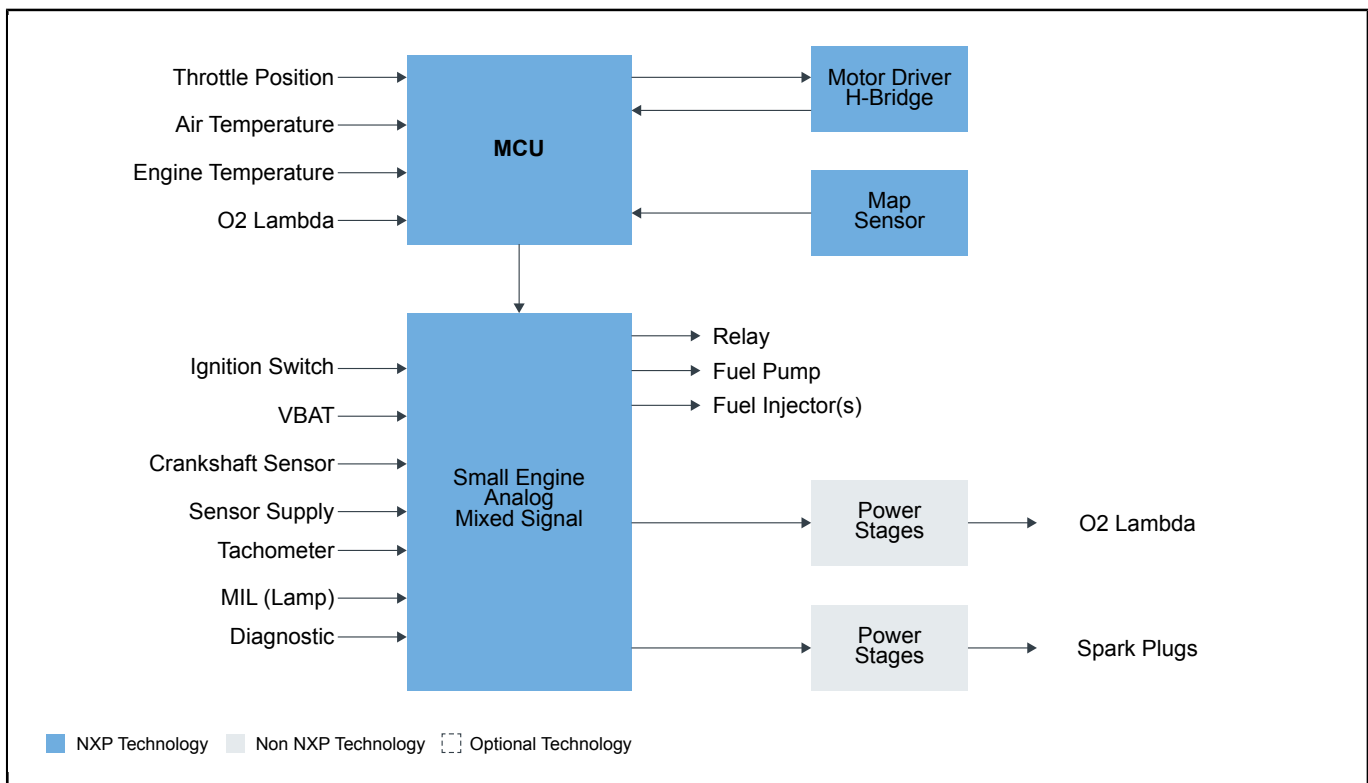 Throttle Position
Air Temperature
Engine Temperature
O2 Lambda
MCU
Motor Driver
H-Bridge
Map
Sensor
Ignition Switch
VBAT
Crankshaft Sensor
Sensor Supply
Tachometer
MIL (Lamp)
Diagnostic
Small Engine
Analog
Mixed Signal
Relay
Fuel Pump
Fuel Injector(s)
Power
Stages
O2 Lambda
Power
Stages
Spark Plugs
NXP Technology
Non NXP Technology
Optional Technology